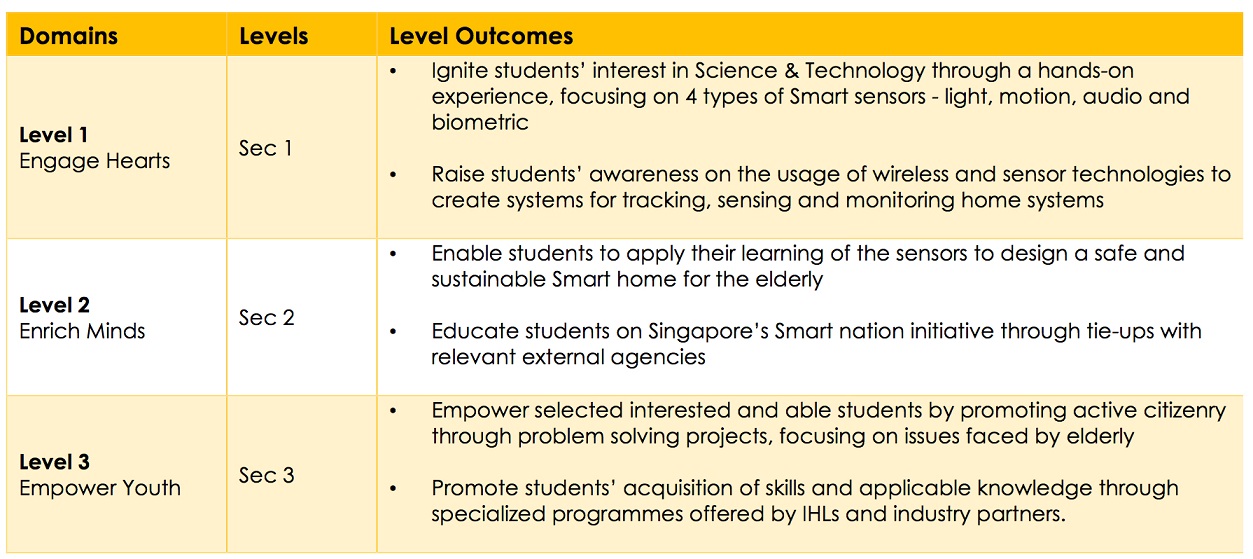 Domains
Levels
Level Outcomes
Level 1
Engage Hearts
Sec 1
• Ignite students’ interest in Science & Technology through a hands-on
experience, focusing on 4 types of Smart sensors - light, motion, audio and
biometric
• Raise students’ awareness on the usage of wireless and sensor technologies to
create systems for tracking, sensing and monitoring home systems
Level 2
Enrich Minds
Sec 2
• Enable students to apply their learning of the sensors to design a safe and
sustainable Smart home for the elderly
• Educate students on Singapore’s Smart nation initiative through tie-ups with
relevant external agencies
Level 3
Empower Youth
Sec 3
• Empower selected interested and able students by promoting active citizenry
through problem solving projects, focusing on issues faced by elderly
• Promote students’ acquisition of skills and applicable knowledge through
specialized programmes offered by IHLs and industry partners.